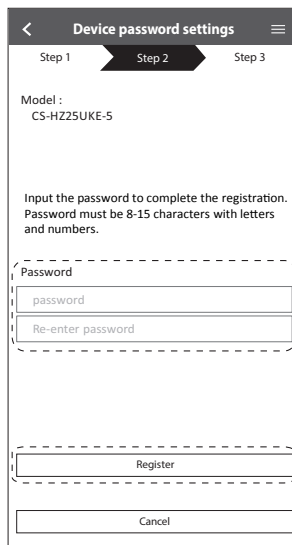 Device password settings
Step 1
Step 2
Step 3
Model :
CS-HZ25UKE-5
Input the password to complete the registration.
Password must be 8-15 characters with letters
and numbers.
Password
password
Re-enter password
Register
Cancel